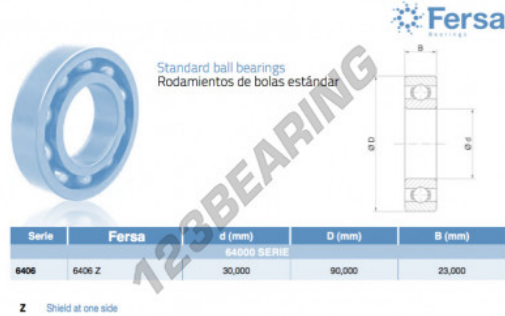 Fersa
Bearings
Standard ball bearings
Rodamientos de bolas estándar
B
Ø D
Ø d
123BEARING
Serie Fersa d (mm) D (mm) B (mm)
64000 SERIE
6406 6406 Z 30,000 90,000 23,000
Z Shield at one side